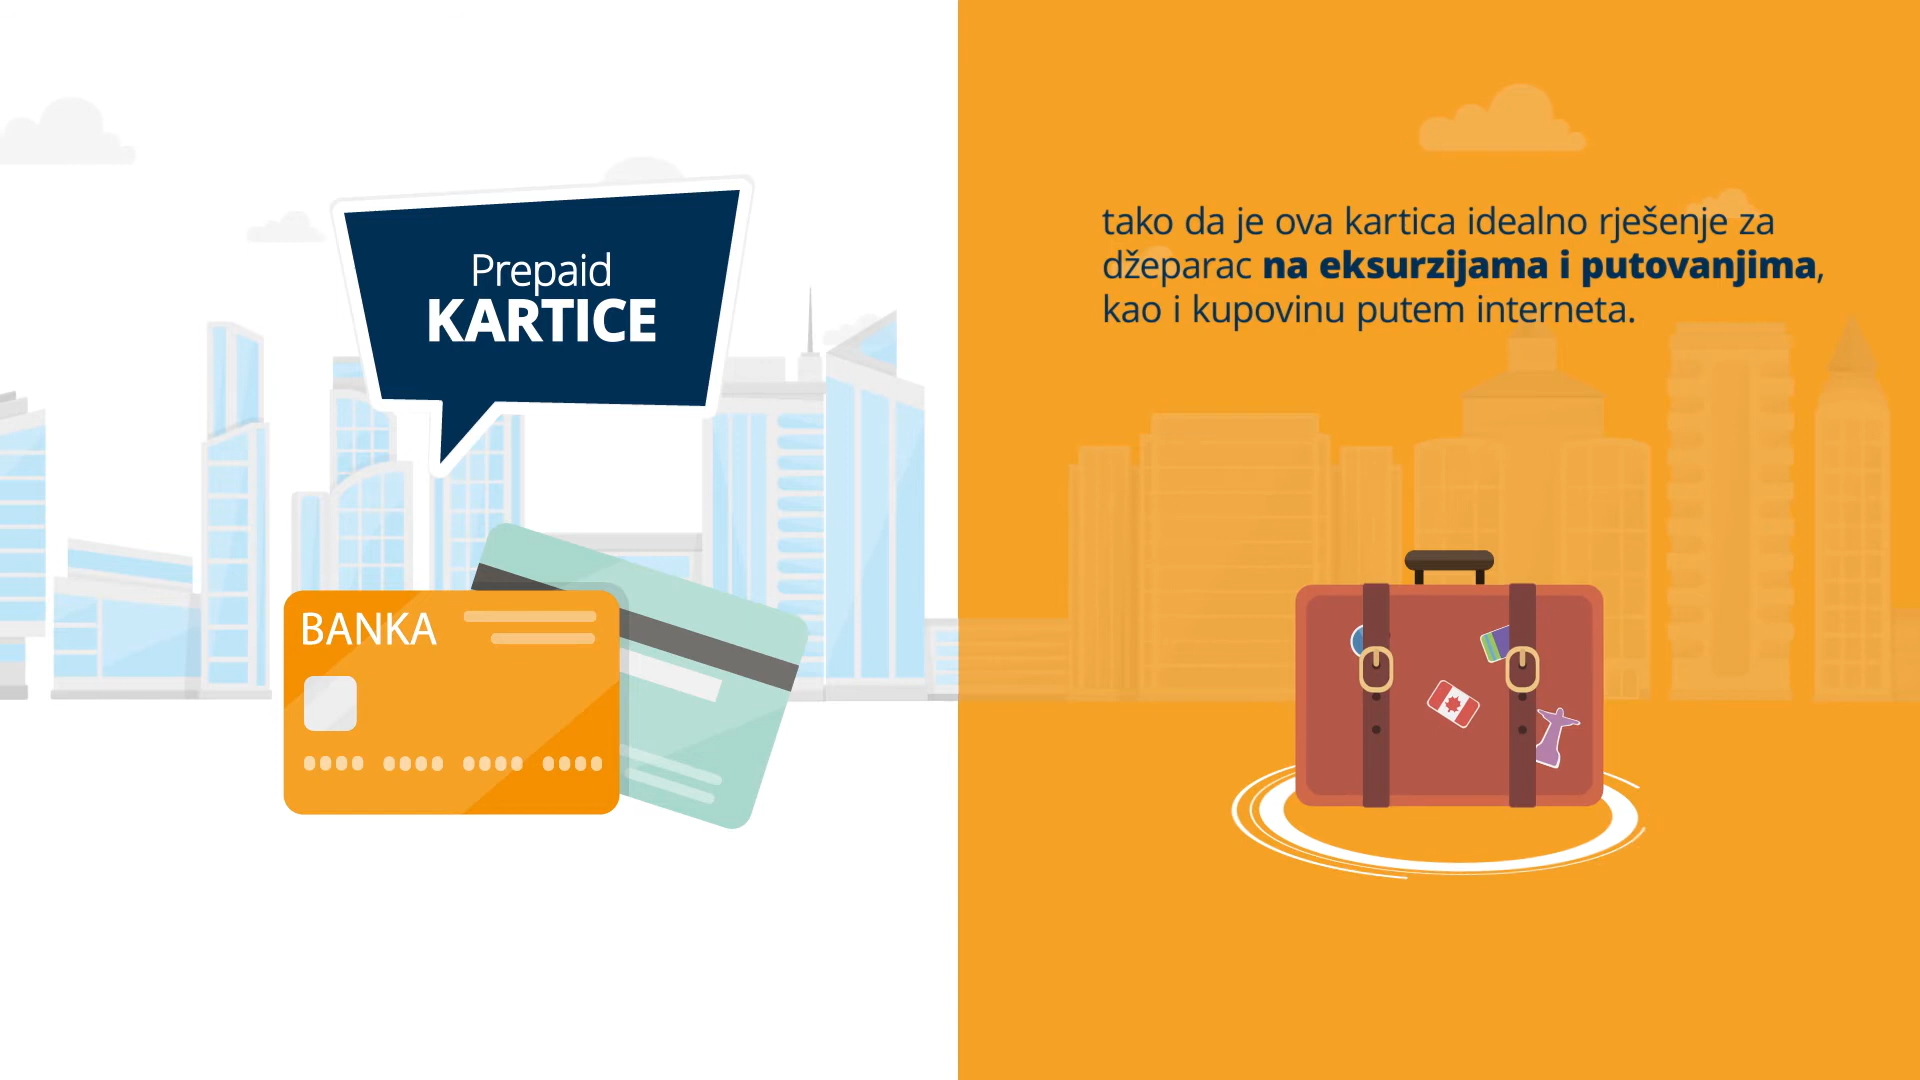 Prepaid
KARTICE
BANKA
tako da je ova kartica idealno rješenje za
džeparac na eksurzijama i putovanjima,
kao i kupovinu putem interneta.